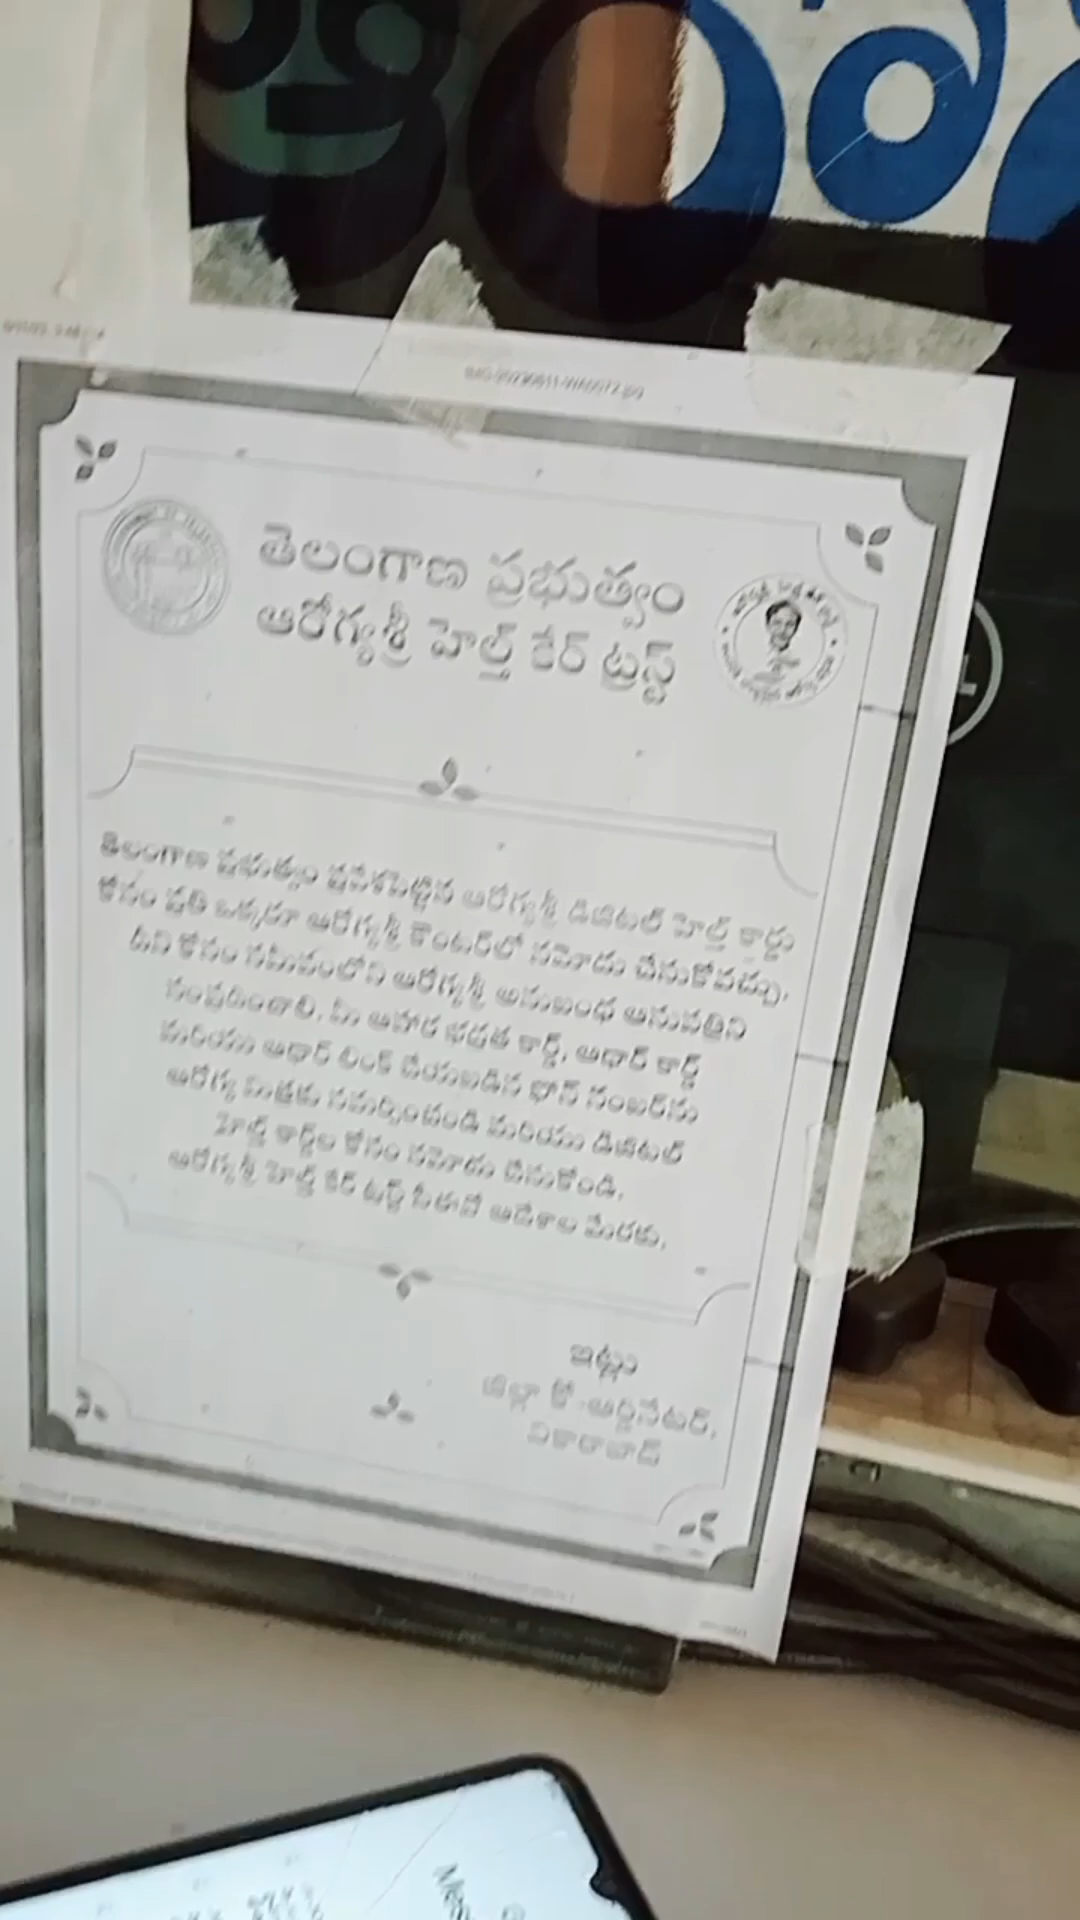 తెలంగాణ ప్రభుత్వం
ఆరోగ్యశ్రీ హెల్త్ కేర్ ట్రస్ట్
తెలంగాణ ప్రభుత్వం ప్రవేశపెట్టిన ఆరోగ్యశ్రీ డిజిటల్ హెల్త్ కార్డు
కోసం ప్రతి ఒక్కరూ ఆరోగ్యశ్రీ కౌంటర్‌లో నమోదు చేసుకోవచ్చు.
దీని కోసం సమీపంలోని ఆరోగ్యశ్రీ అనుబంధ ఆసుపత్రిని
సంప్రదించాలి. మీ ఆహార భద్రత కార్డ్, ఆధార్ కార్డ్
మరియు ఆధార్ లింక్ చేయబడిన ఫోన్ నంబర్‌ను
ఆరోగ్య మిత్రకు సమర్పించండి మరియు డిజిటల్
హెల్త్ కార్డ్‌ల కోసం నమోదు చేసుకోండి.
ఆరోగ్యశ్రీ హెల్త్ కేర్ ట్రస్ట్ సీఈవో ఆదేశాల మేరకు.
ఇట్లు
జిల్లా కో-ఆర్డినేటర్,
వికారాబాద్